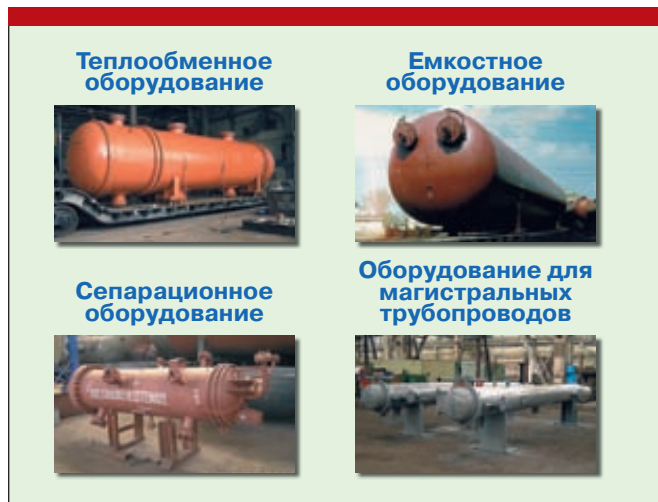 Теплообменное
оборудование
Емкостное
оборудование
Сепарационное
оборудование
Оборудование для
магистральных
трубопроводов